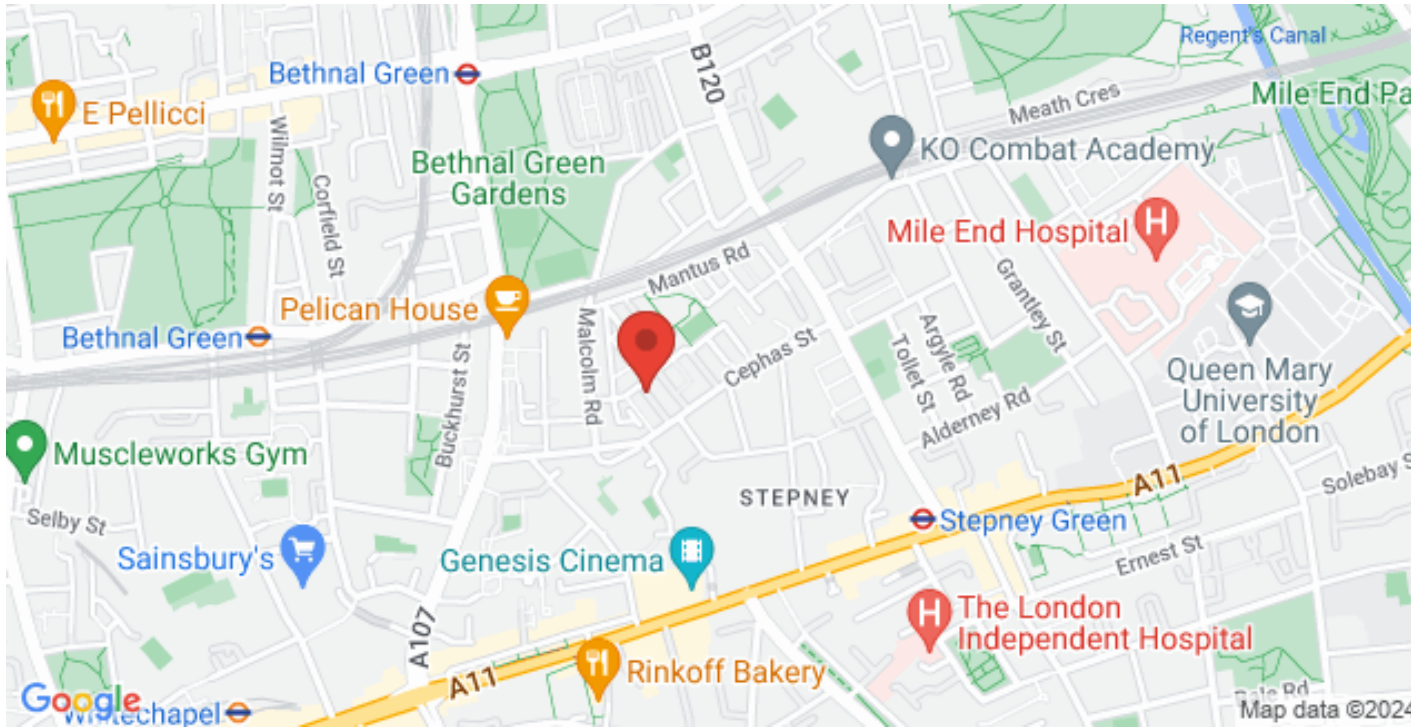 Regent's Canal
Bethnal Green
B120
E Pellicci
Meath Cres
Mile End Pa
Wilmot St
Bethnal Green
Gardens
KO Combat Academy
Corfield St
Mile End Hospital
Mantus Rd
Grantley St
Pelican House
Bethnal Green
Malcolm Rd
Cephas St
Argyle Rd
Tollet St
Queen Mary
University
of London
Buckhurst St
Alderney Rd
Muscleworks Gym
STEPNEY
A11
Solebay S
Selby St
Stepney Green
Sainsbury's
Genesis Cinema
Ernest St
The London
Independent Hospital
A107
Rinkoff Bakery
A11
Google
Whitechapel
Map data ©2024